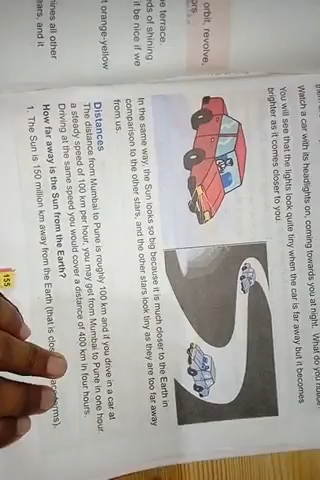 orbit, revolve,
ors
e terrace.
ds of shining
it be nice if we
t orange-yellow
ines all other
ears, and it
Watch a car with its headlights on, coming towards you at night. What do you notice
You will see that the lights look quite tiny when the car is far away but it becomes
brighter as it comes closer to you.
In the same way, the Sun looks so big because it is much closer to the Earth in
comparison to the other stars, and the other stars look tiny as they are too far away
from us.
Distances
The distance from Mumbai to Pune is roughly 100 km and if you drive in a car at
a steady speed of 100 km per hour, you may get from Mumbai to Pune in one hour.
Driving at the same speed you would cover a distance of 400 km in four hours.
How far away is the Sun from the Earth?
1. The Sun is 150 million km away from the Earth (that is close
155